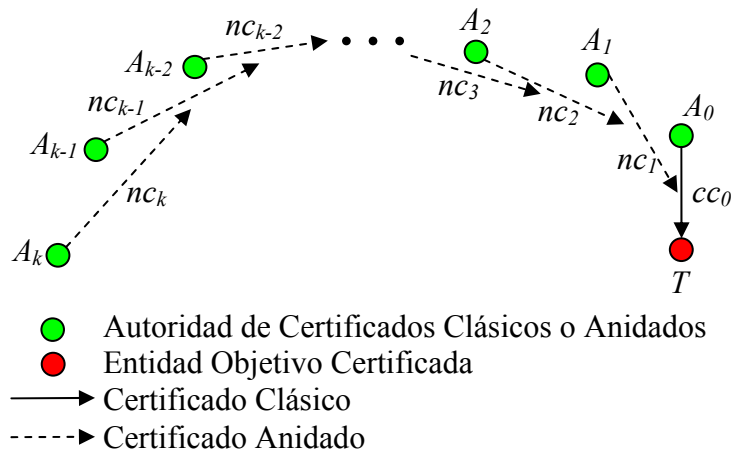 nc_{k-2}
A_2
A_1
A_{k-2}
nc_3
nc_{k-1}
nc_2
A_0
A_{k-1}
nc_1
nc_k
cc_0
A_k
T
Autoridad de Certificados Clásicos o Anidados
Entidad Objetivo Certificada
Certificado Clásico
Certificado Anidado